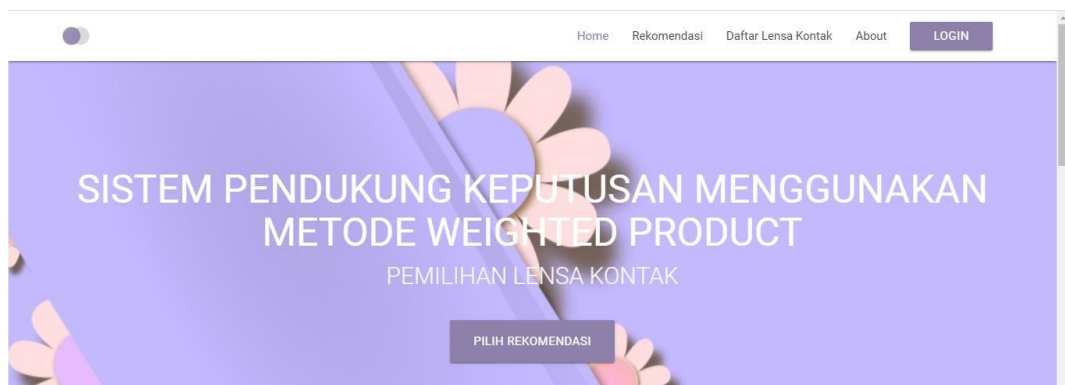 Home Rekomendasi Daftar Lensa Kontak About LOGIN
SISTEM PENDUKUNG KEPUTUSAN MENGGUNAKAN
METODE WEIGHTED PRODUCT
PEMILIHAN LENSA KONTAK
PILIH REKOMENDASI